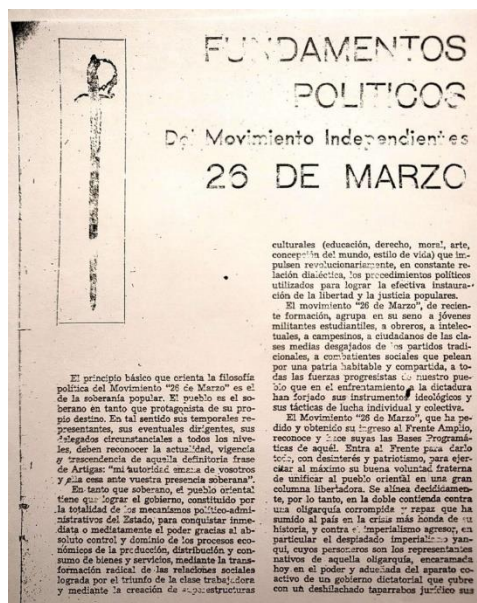 FUNDAMENTOS
POLITICOS
Del Movimiento Independientes
26 DE MARZO
El principio básico que orienta la filosofía
política del Movimiento "26 de Marzo" es el
de la soberanía popular. El pueblo es el so-
berano en tanto que protagonista de su pro-
pio destino. En tal sentido sus temporales re-
presentantes, sus eventuales dirigentes, sus
delegados circunstanciales a todos los nive-
les, deben reconocer la actualidad, vigencia
y trascendencia de aquella definitoria frase
de Artigas: "mi autoridad emana de vosotros
y ella cesa ante vuestra presencia soberana".
En tanto que soberano, el pueblo oriental
tiene que lograr el gobierno, constituido por
la totalidad de los mecanismos político-admi-
nistrativos del Estado, para conquistar inme-
diata o mediatamente el poder gracias al ab-
soluto control y dominio de los procesos eco-
nómicos de la producción, distribución y con-
sumo de bienes y servicios, mediante la trans-
formación radical de las relaciones sociales
lograda por el triunfo de la clase trabajadora
y mediante la creación de superestructuras
culturales (educación, derecho, moral, arte,
concepción del mundo, estilo de vida) que im-
pulsen revolucionariamente, en constante re-
lación dialéctica, los procedimientos políticos
utilizados para lograr la efectiva instaura-
ción de la libertad y la justicia populares.
El movimiento "26 de Marzo", de recien-
te formación, agrupa en su seno a jóvenes
militantes estudiantiles, a obreros, a intelec-
tuales, a campesinos, a ciudadanos de las cla-
ses medias desgajados de los partidos tradi-
cionales, a combatientes sociales que pelean
por una patria habitable y compartida, a to-
das las fuerzas progresistas de nuestro pue-
blo que en el enfrentamiento a la dictadura
han forjado sus instrumentos ideológicos y
sus tácticas de lucha individual y colectiva.
El Movimiento "26 de Marzo", que ha pe-
dido y obtenido su ingreso al Frente Amplio,
reconoce y hace suyas las Bases Programá-
ticas de aquél. Entra al Frente para darlo
todo, con desinterés y patriotismo, para ejer-
citar al máximo su buena voluntad fraterna
de unificar al pueblo oriental en una gran
columna libertadora. Se alínea decididamen-
te, por lo tanto, en la doble contienda contra
una oligarquía corrompida y rapaz que ha
sumido al país en la crisis más honda de su
historia, y contra el imperialismo agresor, en
particular el despiadado imperialismo yan-
qui, cuyos personeros son los representantes
nativos de aquella oligarquía, encaramada
hoy en el poder y adueñada del aparato co-
activo de un gobierno dictatorial que cubre
con un deshilachado taparrabos jurídico sus